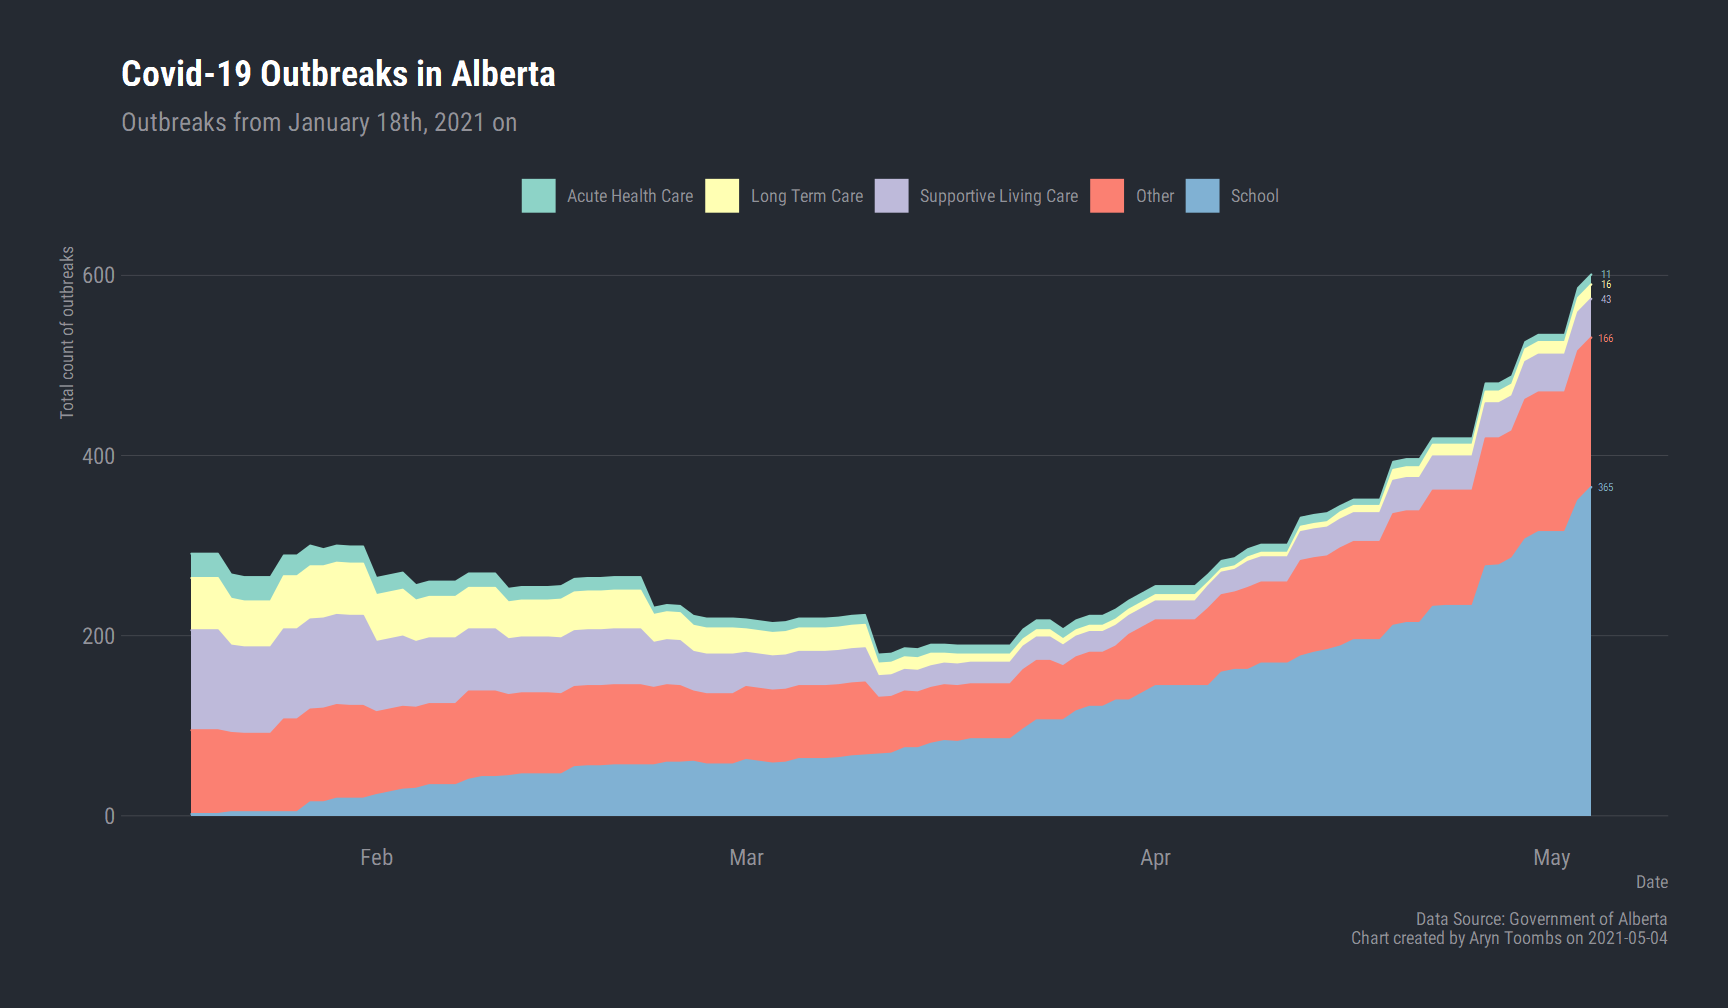 Covid-19 Outbreaks in Alberta
Outbreaks from January 18th, 2021 on
Acute Health Care
Long Term Care
Supportive Living Care
Other
School
Total count of outbreaks
600
400
200
0
11
16
43
166
365
Feb
Mar
Apr
May
Date
Data Source: Government of Alberta
Chart created by Aryn Toombs on 2021-05-04